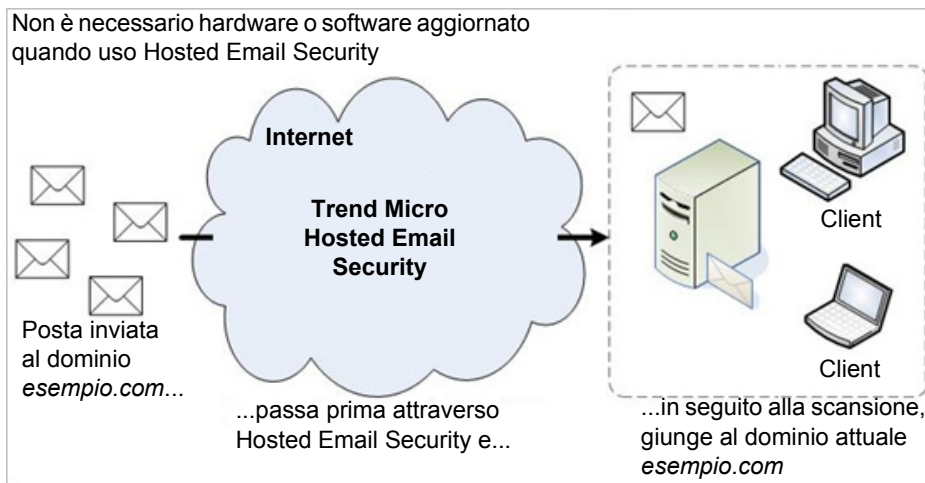 Non è necessario hardware o software aggiornato
quando uso Hosted Email Security
Internet
Trend Micro
Hosted Email
Security
Client
Client
Posta inviata
al dominio
esempio.com...
...passa prima attraverso
Hosted Email Security e...
...in seguito alla scansione,
giunge al dominio attuale
esempio.com